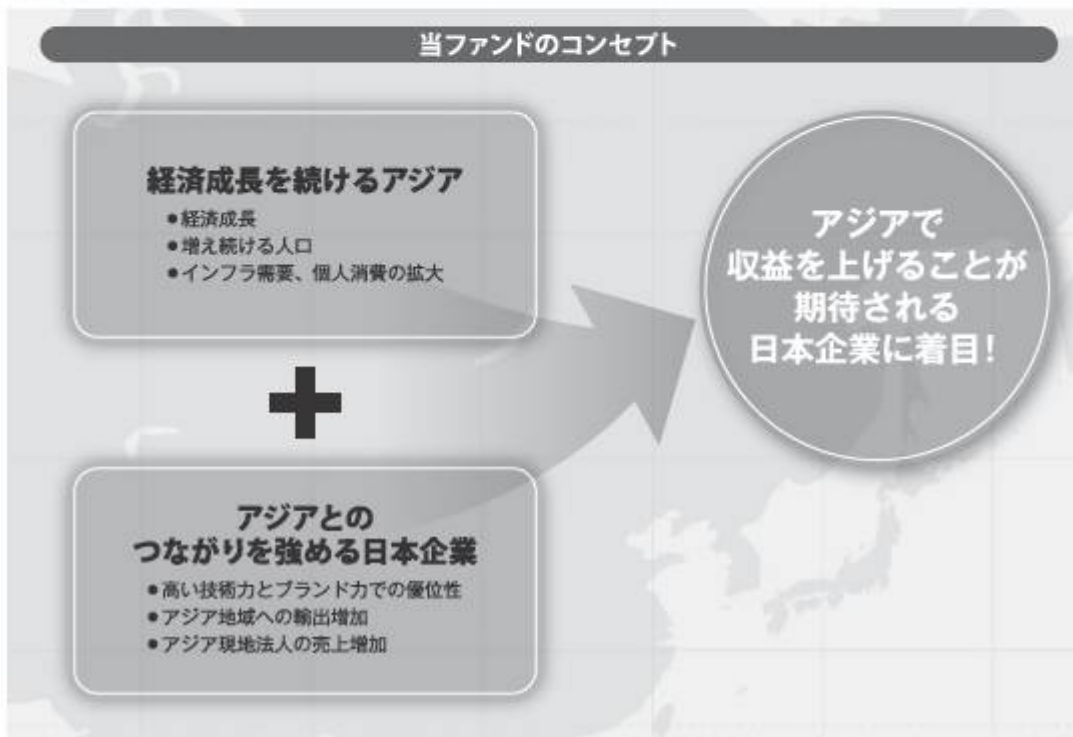 当ファンドのコンセプト
経済成長を続けるアジア
●経済成長
●増え続ける人口
●インフラ需要、個人消費の拡大
アジアとの
つながりを強める日本企業
●高い技術力とブランド力での優位性
●アジア地域への輸出増加
●アジア現地法人の売上増加
アジアで
収益を上げることが
期待される
日本企業に着目!